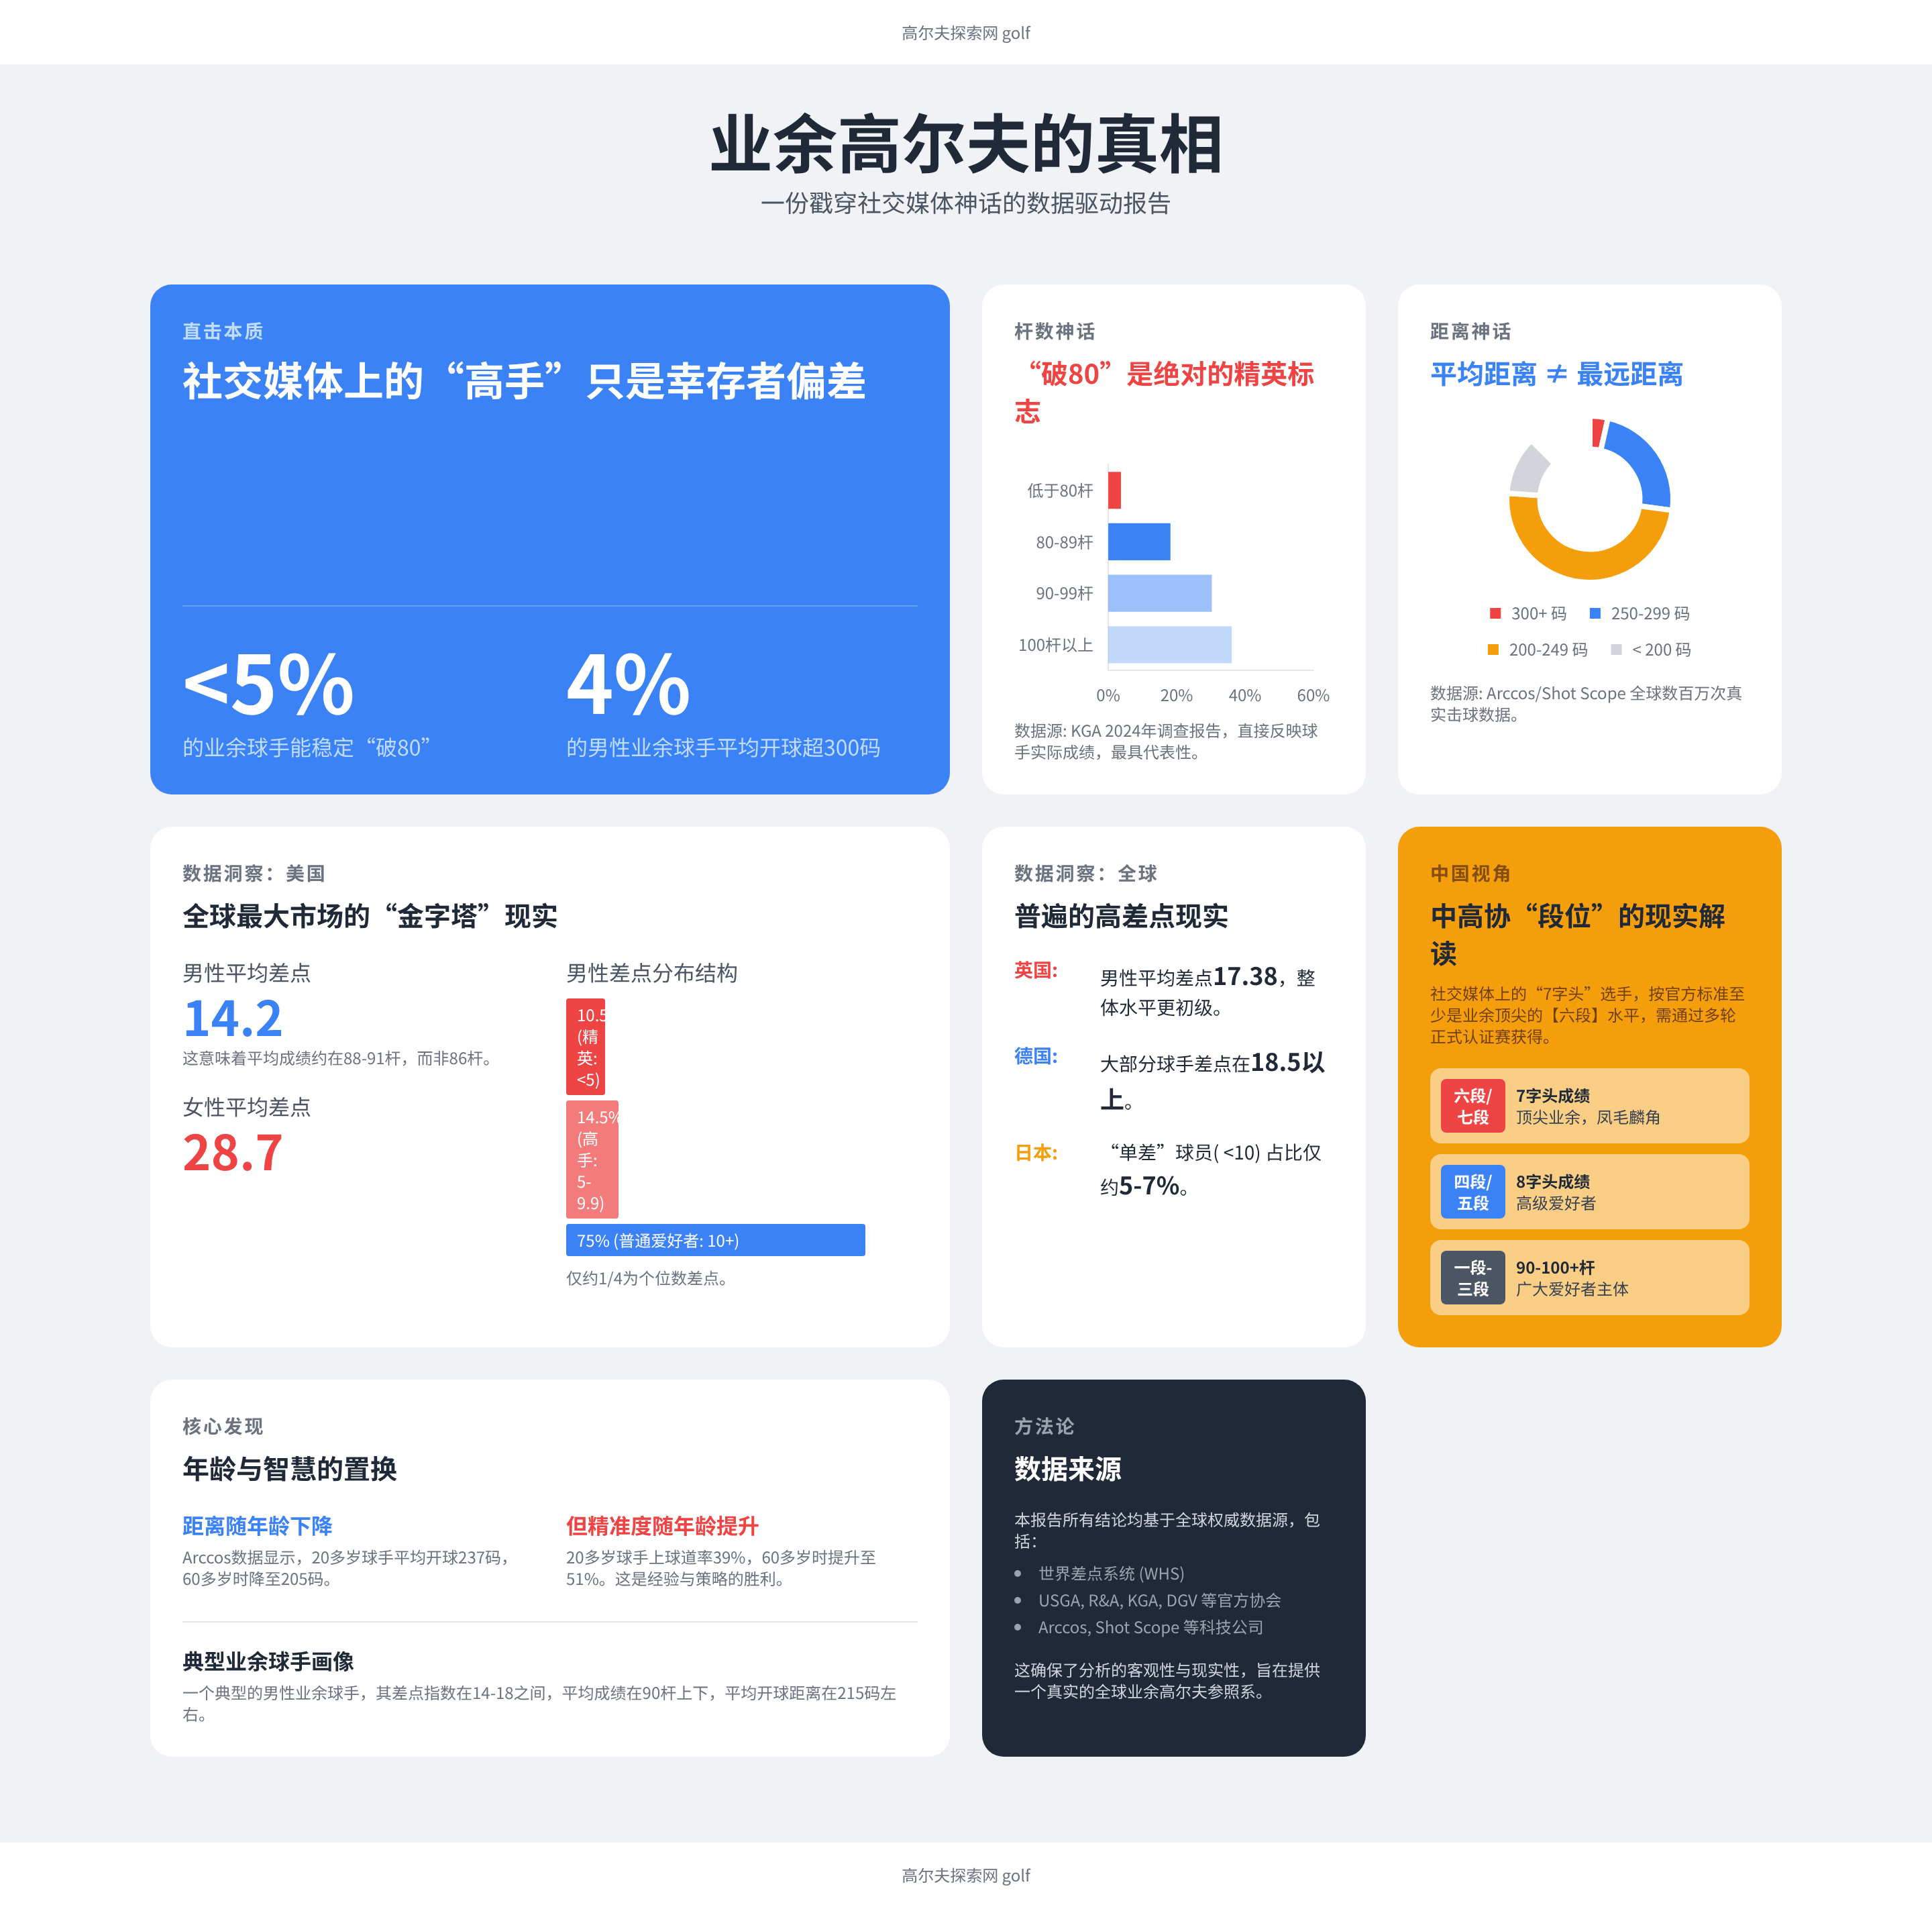 高尔夫探索网 golf
业余高尔夫的真相
一份戳穿社交媒体神话的数据驱动报告
直击本质
社交媒体上的“高手”只是幸存者偏差
<5%
的业余球手能稳定“破80”
4%
的男性业余球手平均开球超300码
杆数神话
“破80”是绝对的精英标
志
低于80杆
80-89杆
90-99杆
100杆以上
0% 20% 40% 60%
数据源: KGA 2024年调查报告，直接反映球
手实际成绩，最具代表性。
距离神话
平均距离 ≠ 最远距离
300+ 码 250-299 码
200-249 码 < 200 码
数据源: Arccos/Shot Scope 全球数百万次真
实击球数据。
数据洞察：美国
全球最大市场的“金字塔”现实
男性平均差点
14.2
这意味着平均成绩约在88-91杆，而非86杆。
女性平均差点
28.7
男性差点分布结构
10.5
(精
英:
<5)
14.5%
(高
手:
5-
9.9)
75% (普通爱好者: 10+)
仅约1/4为个位数差点。
数据洞察：全球
普遍的高差点现实
英国: 男性平均差点17.38，整
体水平更初级。
德国: 大部分球手差点在18.5以
上。
日本: “单差”球员( <10) 占比仅
约5-7%。
中国视角
中高协“段位”的现实解
读
社交媒体上的“7字头”选手，按官方标准至
少是业余顶尖的【六段】水平，需通过多轮
正式认证赛获得。
六段/
七段
7字头成绩
顶尖业余，凤毛麟角
四段/
五段
8字头成绩
高级爱好者
一段-
三段
90-100+杆
广大爱好者主体
核心发现
年龄与智慧的置换
距离随年龄下降
Arccos数据显示，20多岁球手平均开球237码，
60多岁时降至205码。
但精准度随年龄提升
20多岁球手上球道率39%，60多岁时提升至
51%。这是经验与策略的胜利。
典型业余球手画像
一个典型的男性业余球手，其差点指数在14-18之间，平均成绩在90杆上下，平均开球距离在215码左
右。
方法论
数据来源
本报告所有结论均基于全球权威数据源，包
括：
世界差点系统 (WHS)
USGA, R&A, KGA, DGV 等官方协会
Arccos, Shot Scope 等科技公司
这确保了分析的客观性与现实性，旨在提供
一个真实的全球业余高尔夫参照系。
高尔夫探索网 golf